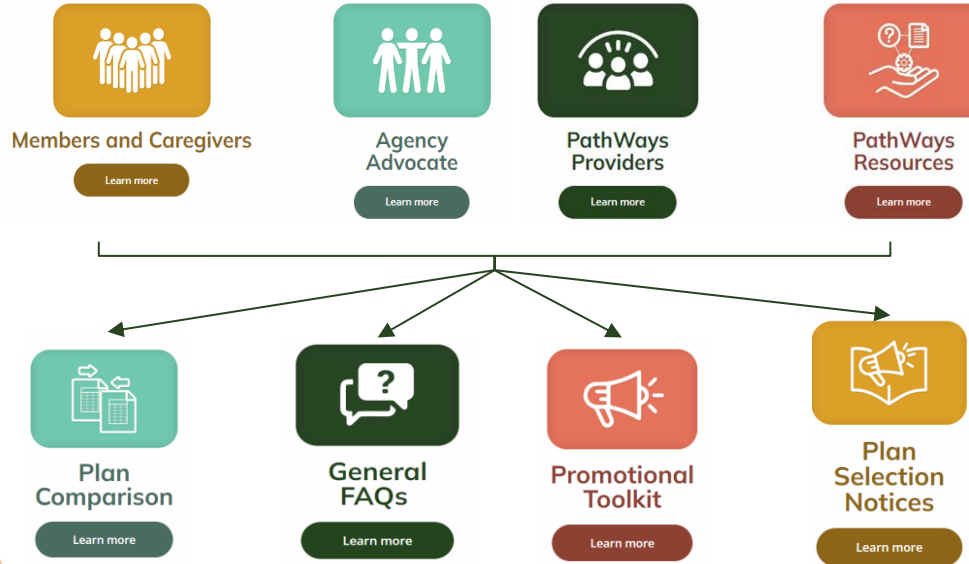 Members and Caregivers
Learn more
Agency
Advocate
Learn more
PathWays
Providers
Learn more
PathWays
Resources
Learn more
Plan
Comparison
Learn more
General
FAQs
Learn more
Promotional
Toolkit
Learn more
Plan
Selection
Notices
Learn more